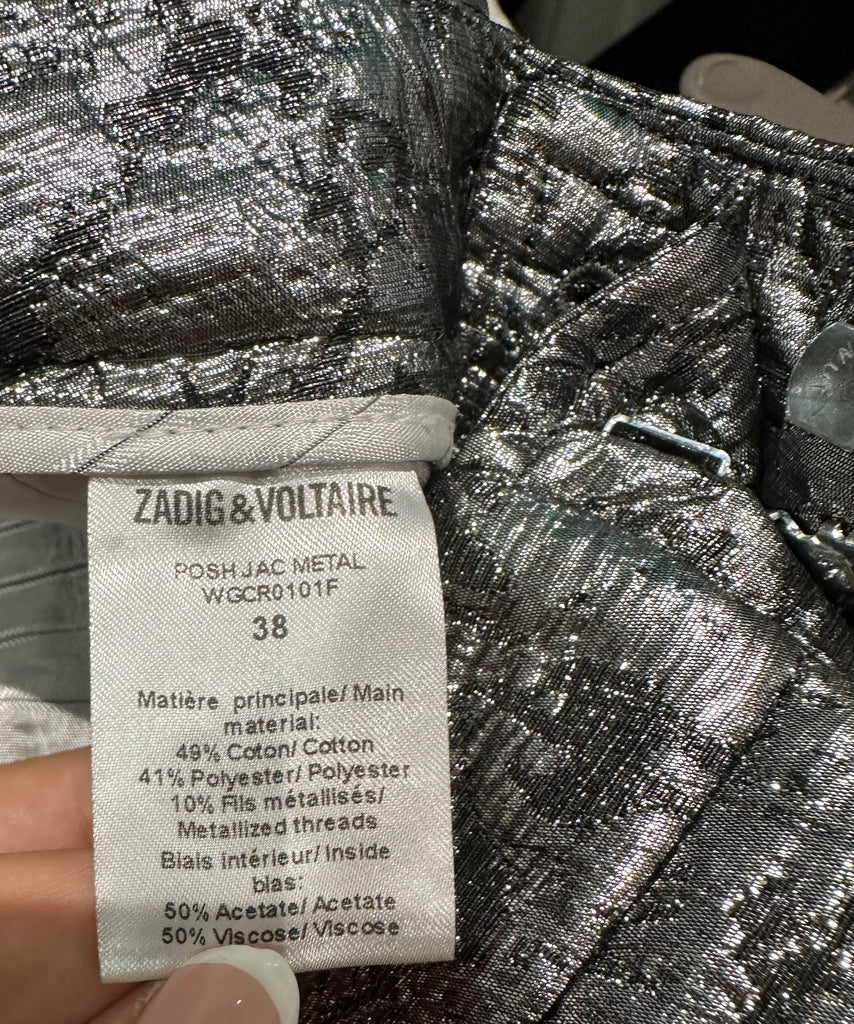 ZADIG&VOLTAIRE
POSH JAC METAL
WGCR0101F
38
Matière principale/ Main
material:
49% Coton/ Cotton
41% Polyester/ Polyester
10% Fils métallisés/
Metallized threads
Biais intérieur/ Inside
bias:
50% Acetate/ Acetate
50% Viscose/ Viscose